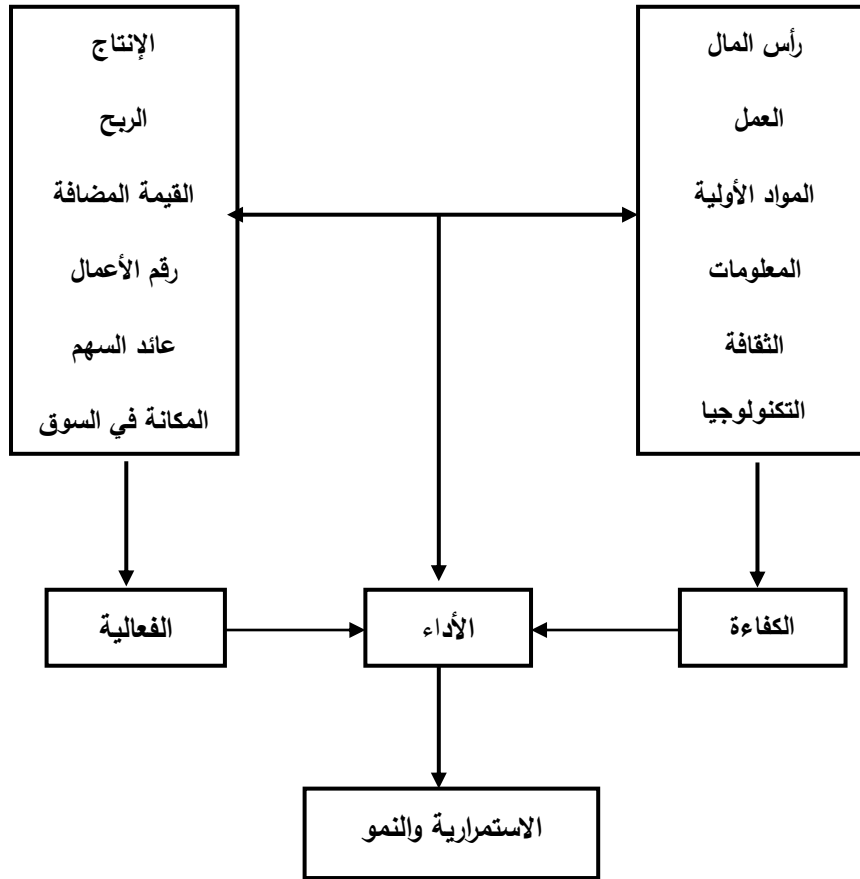 رأس المال
العمل
المواد الأولية
المعلومات
الثقافة
التكنولوجيا
الإنتاج
الربح
القيمة المضافة
رقم الأعمال
عائد السهم
المكانة في السوق
الكفاءة
الأداء
الفعالية
الاستمرارية والنمو